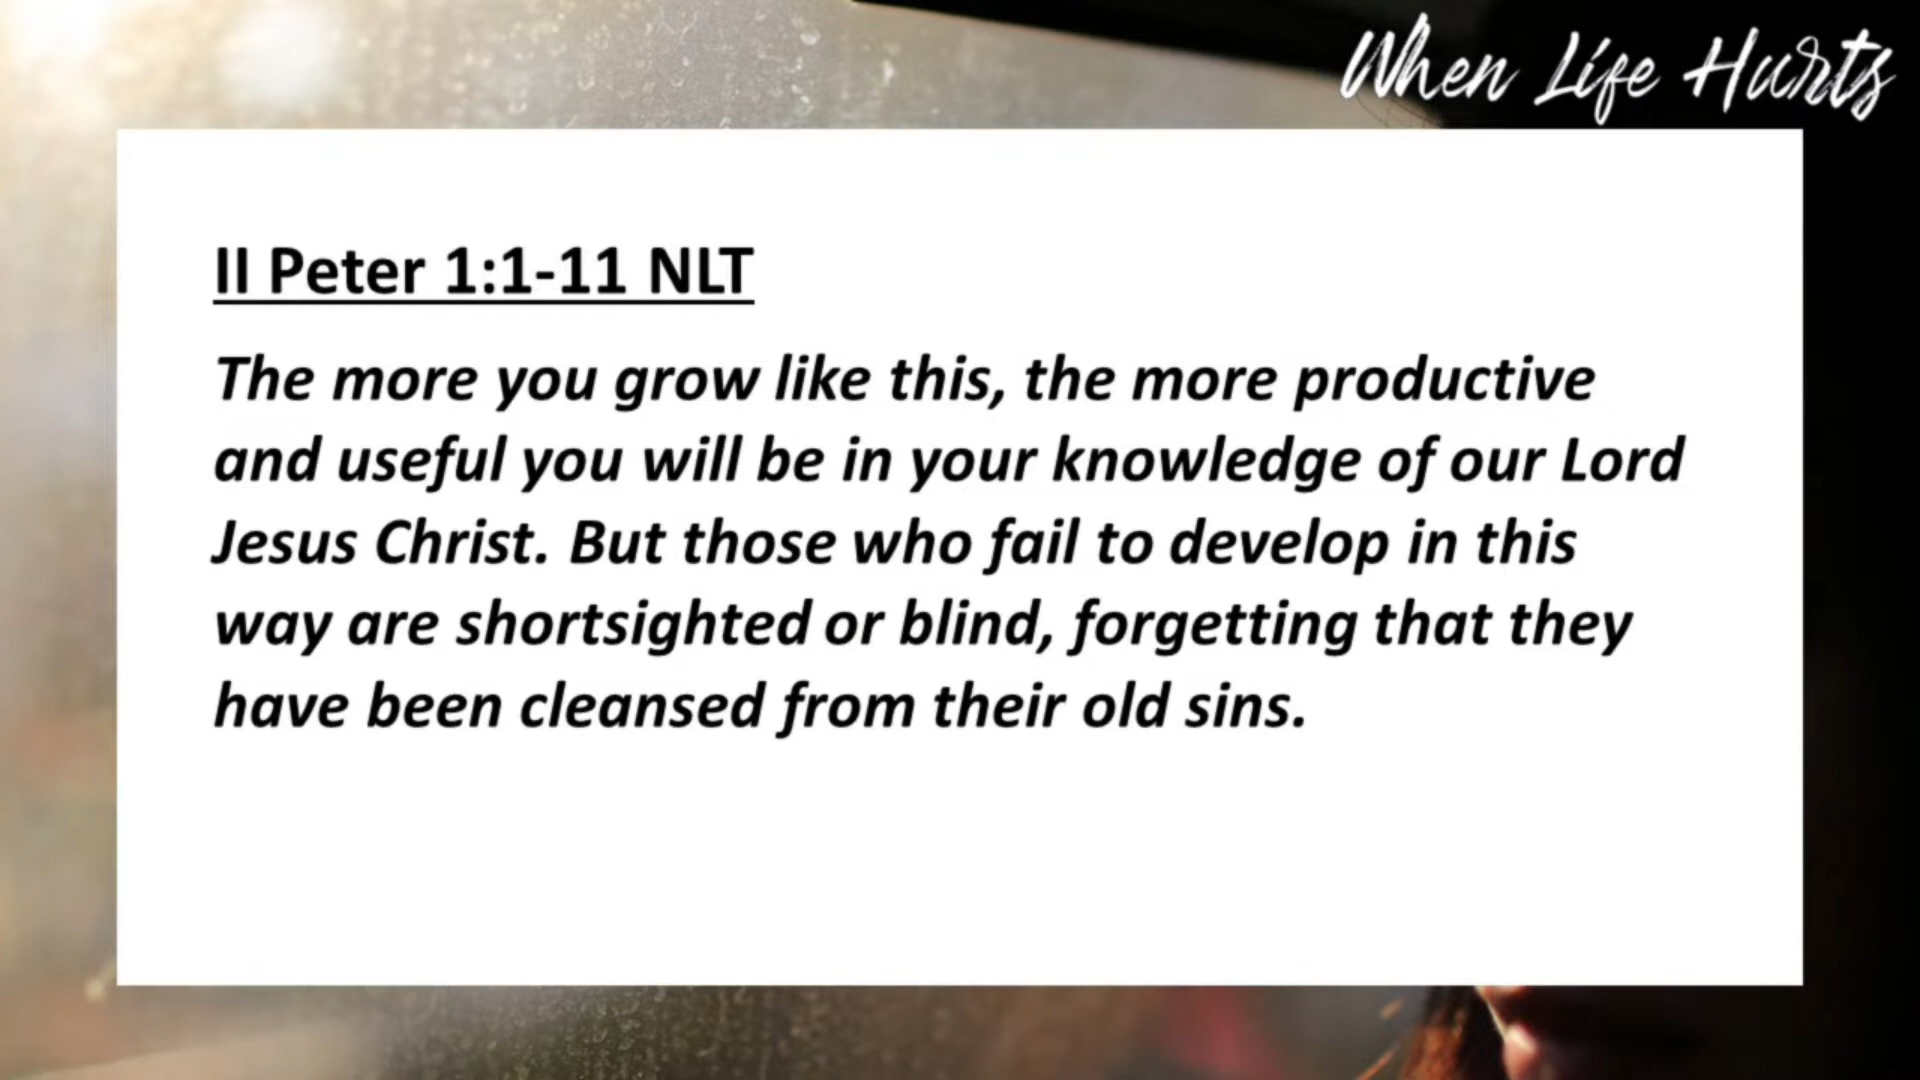 When Life Hurts
II Peter 1:1-11 NLT
The more you grow like this, the more productive
and useful you will be in your knowledge of our Lord
Jesus Christ. But those who fail to develop in this
way are shortsighted or blind, forgetting that they
have been cleansed from their old sins.